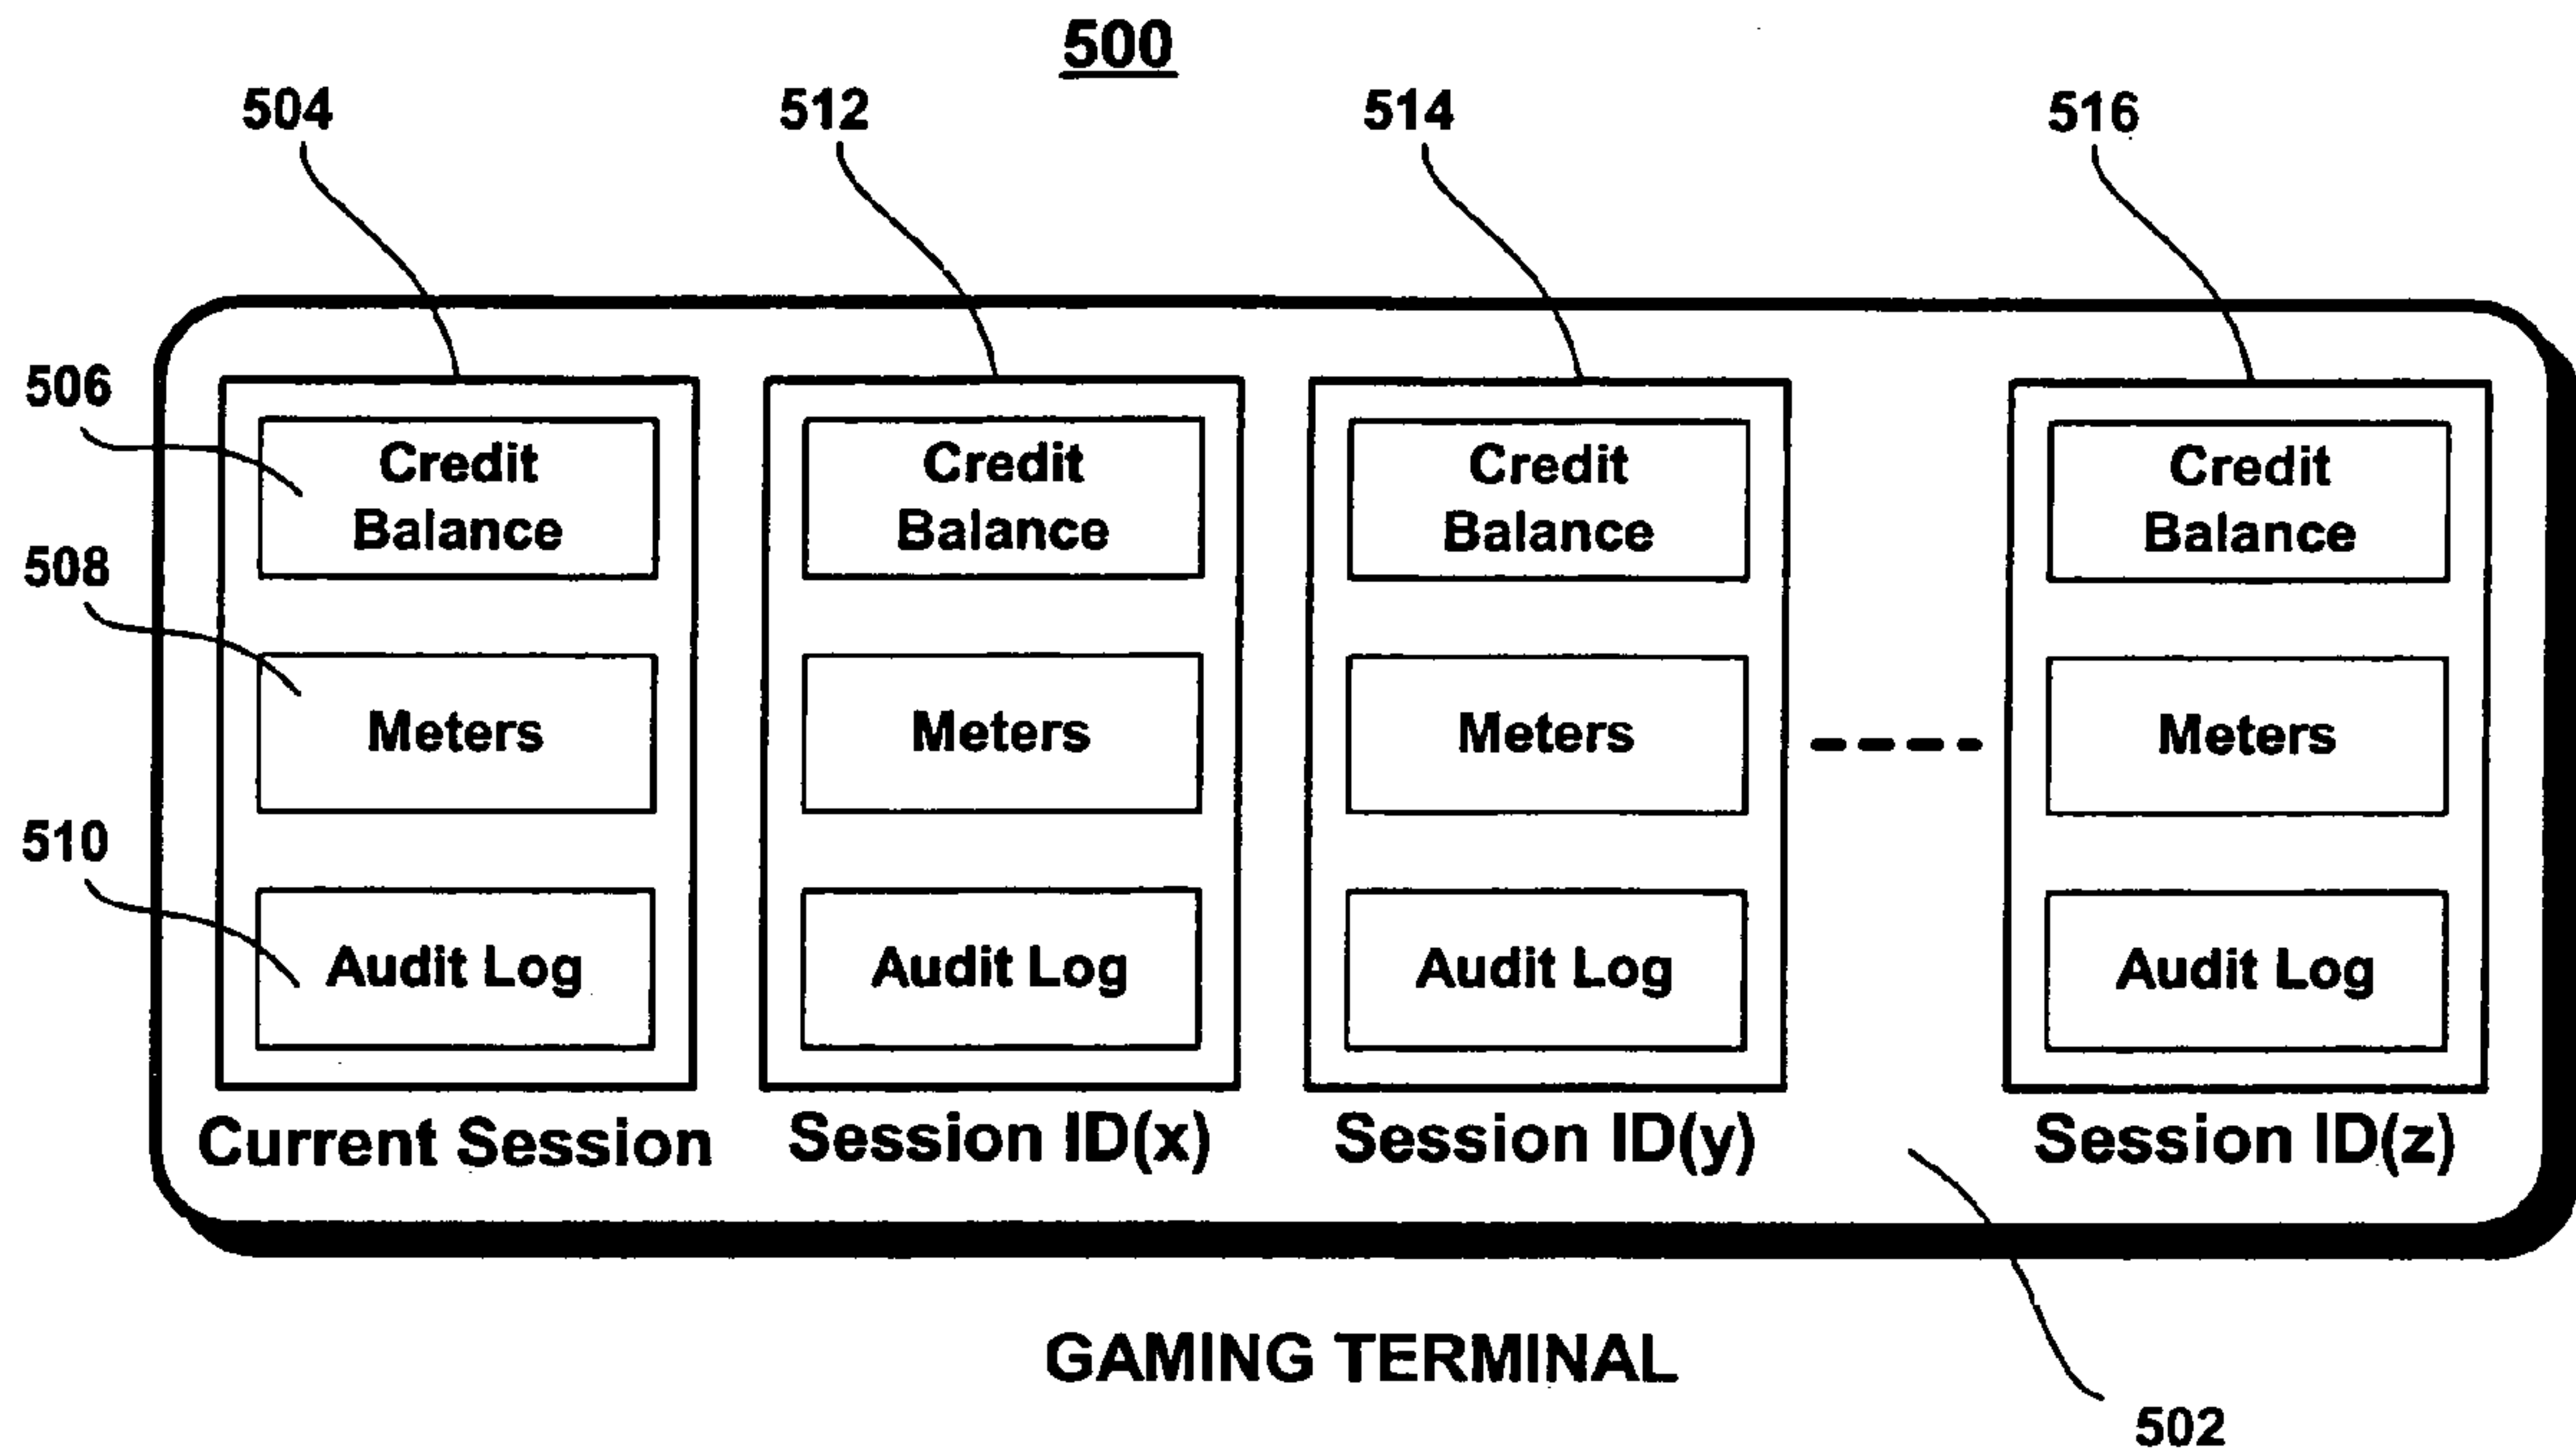 500
504
512
514
516
506
508
510
Credit
Balance
Meters
Audit Log
Current Session
Credit
Balance
Meters
Audit Log
Session ID(x)
Credit
Balance
Meters
Audit Log
Session ID(y)
Credit
Balance
Meters
Audit Log
Session ID(z)
GAMING TERMINAL
502